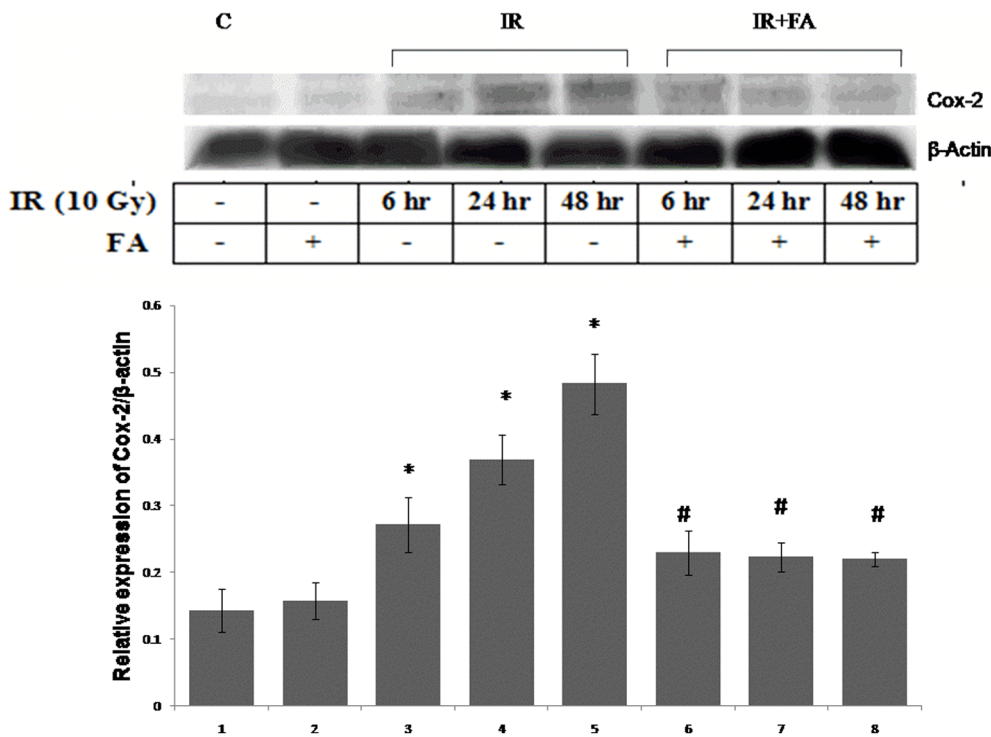 C IR IR+FA
Cox-2
β-Actin
IR (10 Gy) - - 6 hr 24 hr 48 hr 6 hr 24 hr 48 hr
FA - + - - - + + +
Relative expression of Cox-2/β-actin
0.6
0.5
0.4
0.3
0.2
0.1
0
* * * # # #
1 2 3 4 5 6 7 8